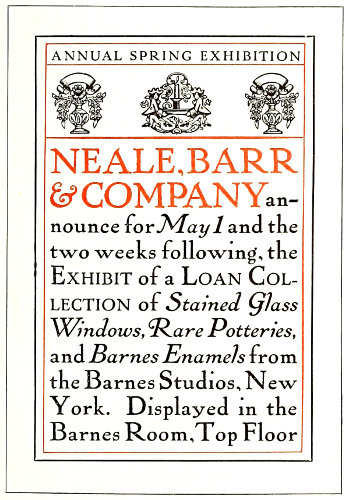 ANNUAL SPRING EXHIBITION
NEALE, BARR
& COMPANY an-
nounce for May 1 and the
two weeks following, the
EXHIBIT of a LOAN COL-
LECTION of Stained Glass
Windows, Rare Potteries,
and Barnes Enamels from
the Barnes Studios, New
York. Displayed in the
Barnes Room, Top Floor